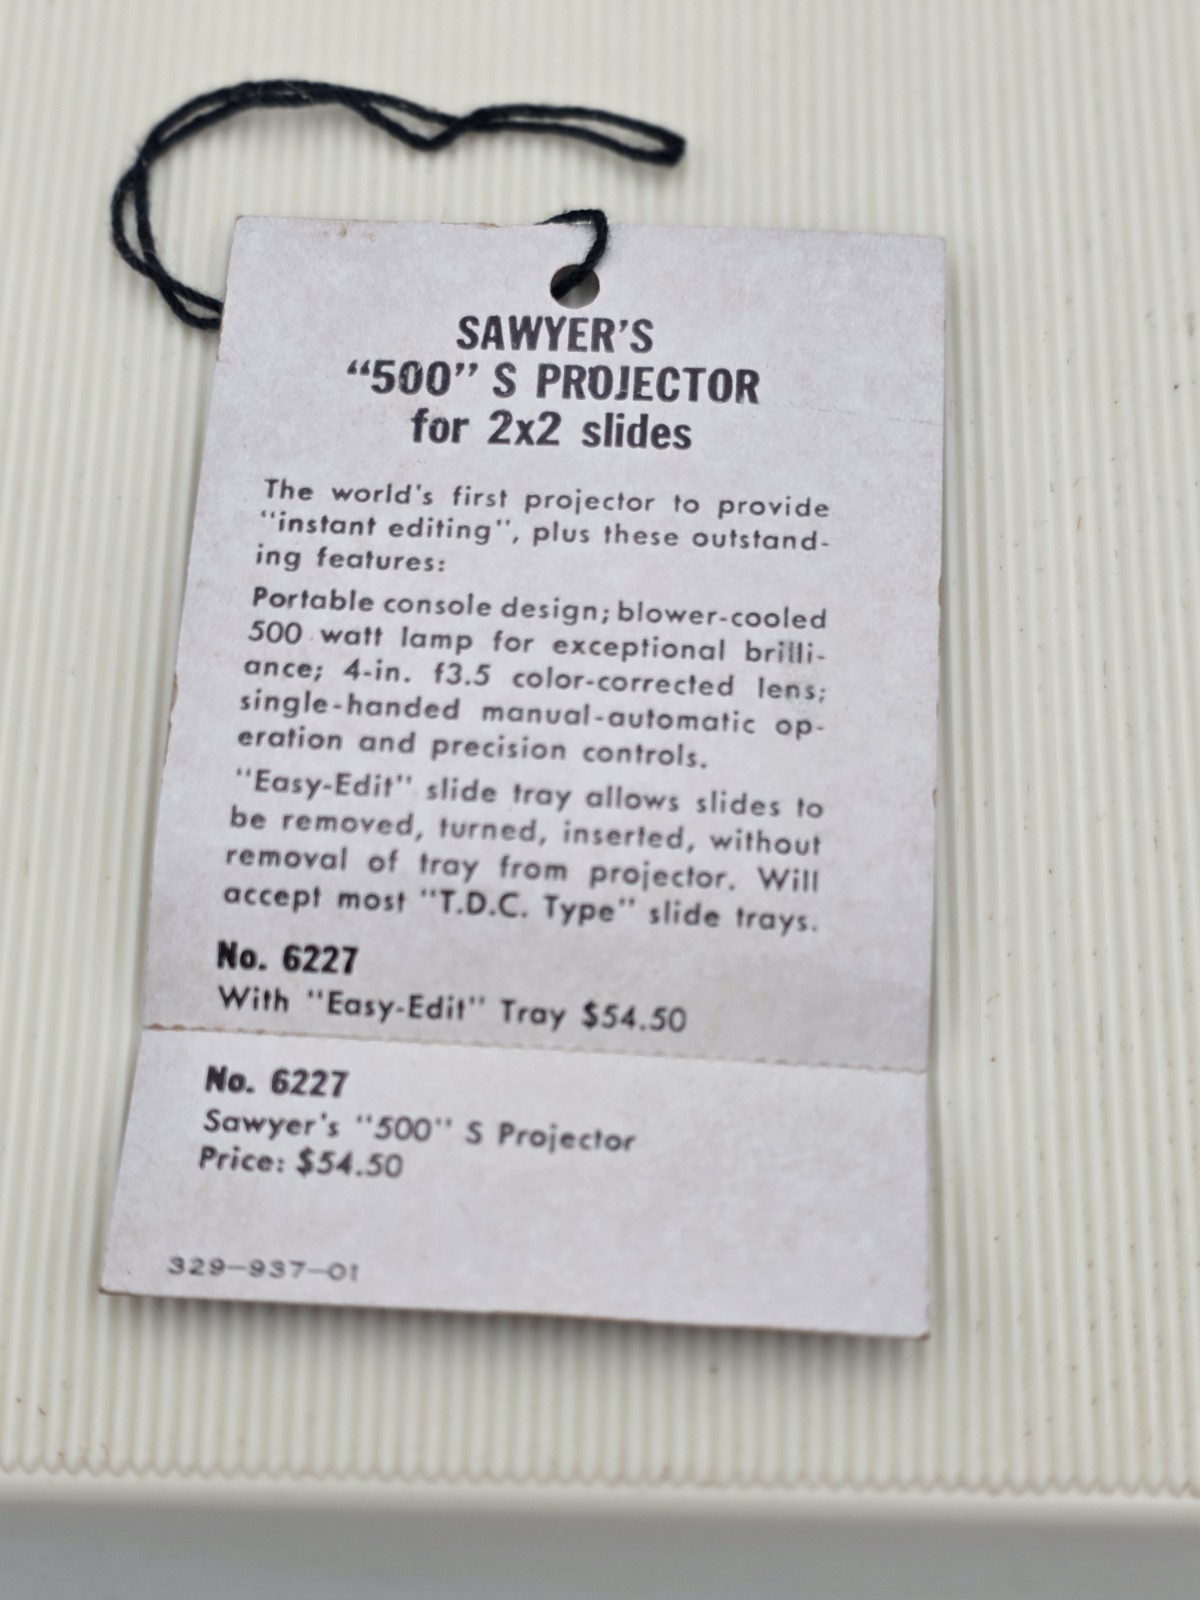 SAWYER'S
"500" S PROJECTOR
for 2x2 slides
The world's first projector to provide
"instant editing", plus these outstand-
ing features:
Portable console design; blower-cooled
500 watt lamp for exceptional brilli-
ance; 4-in. f3.5 color-corrected lens;
single-handed manual-automatic op-
eration and precision controls.
"Easy-Edit" slide tray allows slides to
be removed, turned, inserted, without
removal of tray from projector. Will
accept most "T.D.C. Type" slide trays.
No. 6227
With "Easy-Edit" Tray $54.50
No. 6227
Sawyer's "500" S Projector
Price: $54.50
329-937-01